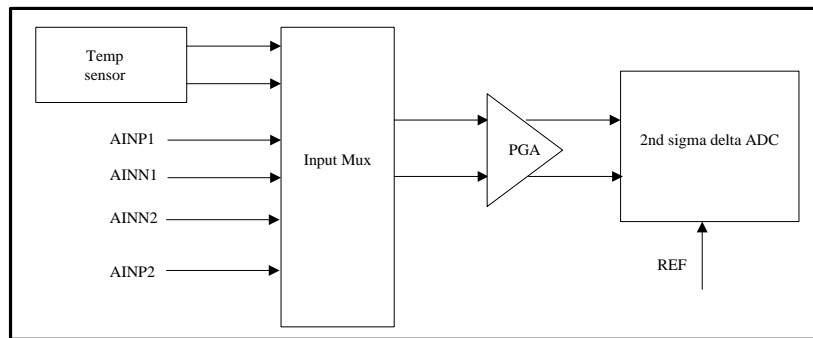 Temp
sensor
AINP1
AINN1
AINN2
AINP2
Input Mux
PGA
2nd sigma delta ADC
REF